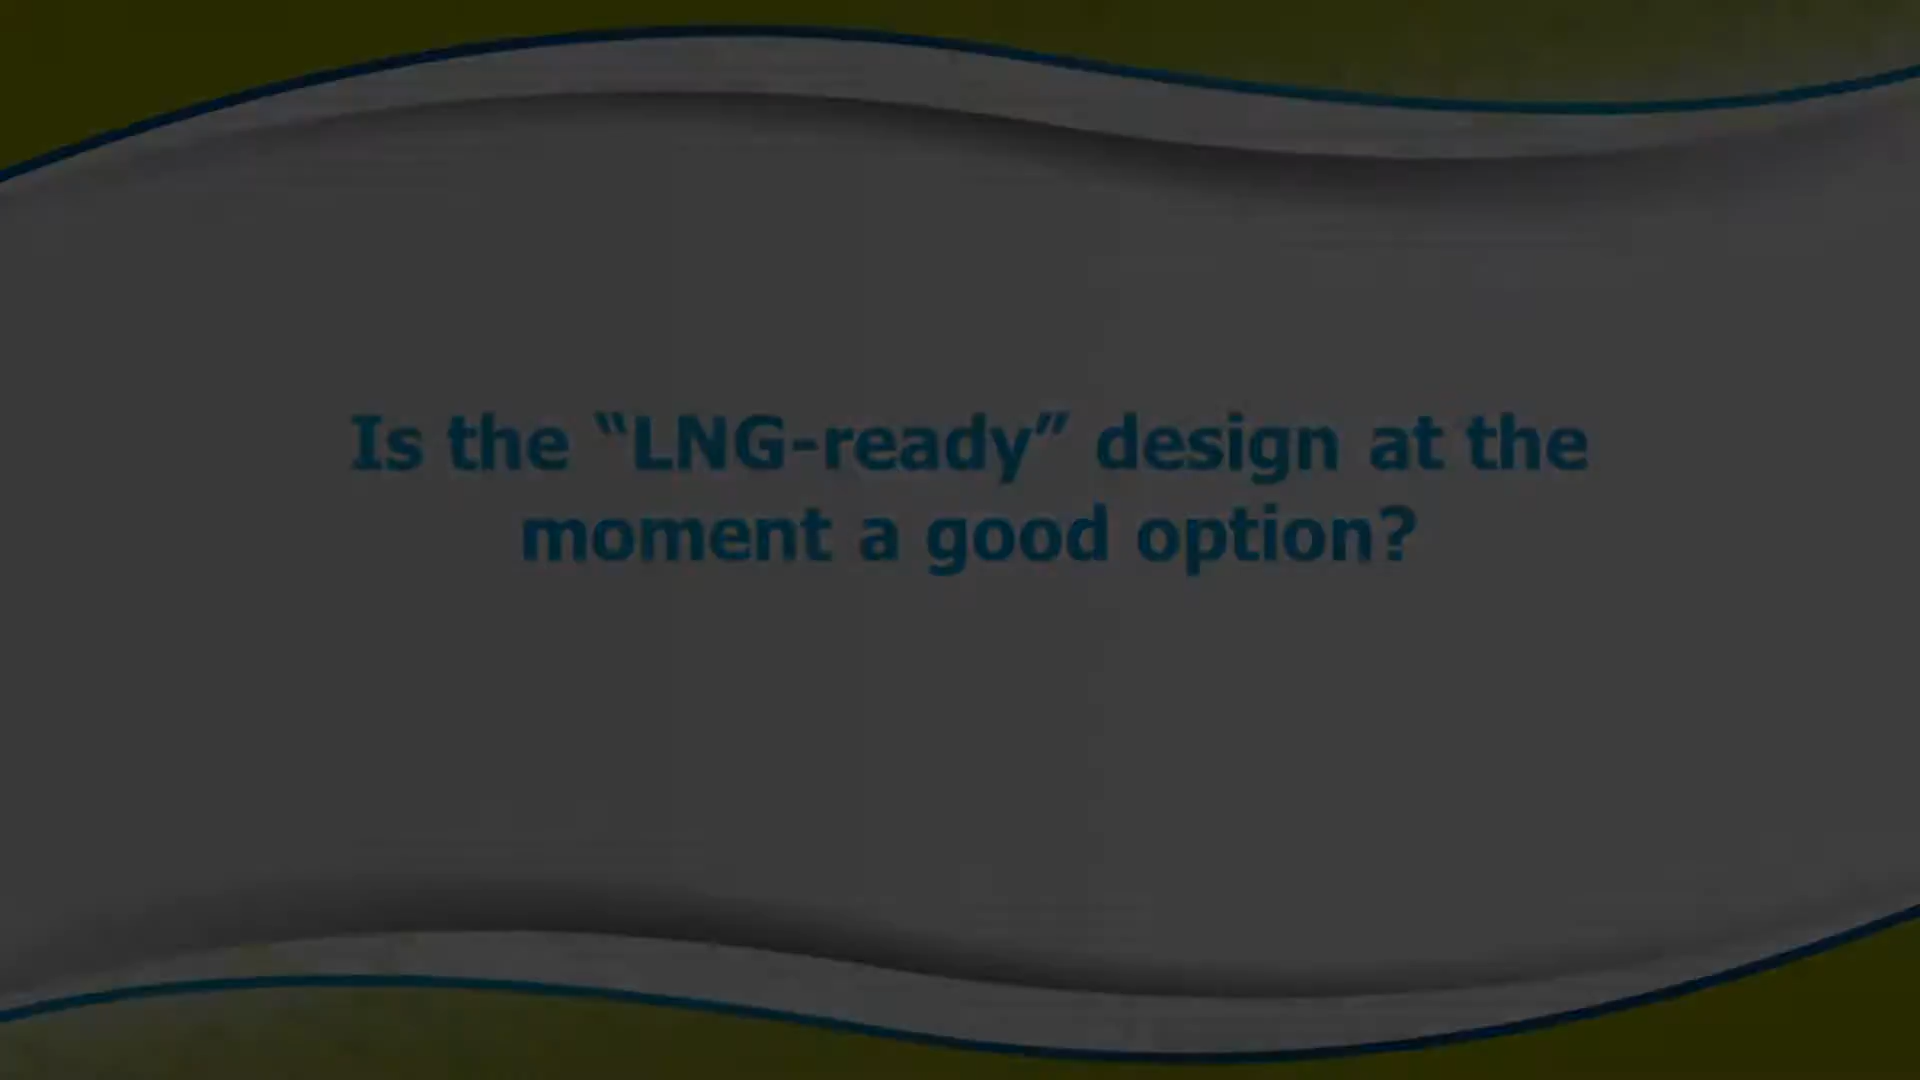 Is the “LNG-ready” design at the
moment a good option?